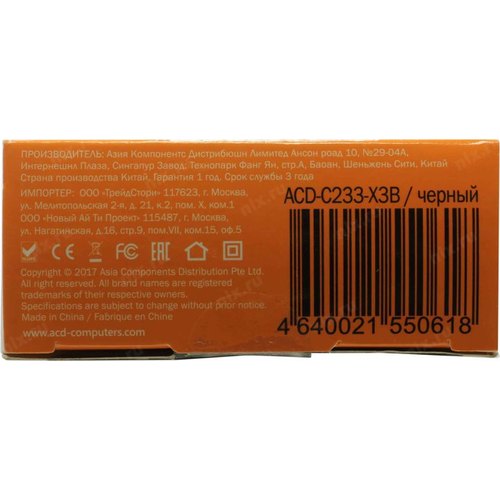 ПРОИЗВОДИТЕЛЬ: Азия Компонентс Дистрибюшн Лимитед Ансон роад 10, №29-04А,
Интернешнл Плаза, Сингапур Завод: Технопарк Фанг Ян, стр.А, Баоан, Шеньжень Сити, Китай
Страна производства Китай, Гарантия 1 год. Срок службы 3 года
ИМПОРТЕР: ООО «ТрейдСтори» 117623, г. Москва,
ул. Мелитопольская 2-я, д. 21, к.2, пом. X, ком.1
ООО «Новый Ай Ти Проект» 115487, г. Москва,
ул. Нагатинская, д.16, стр.9, пом.VII, ком.15, оф.5
ACD-C233-X3B / черный
RoHS CE FC EAC
Copyright © 2017 Asia Components Distribution Pte Ltd.
All right reserved. All brand names are registered
trademarks of their respective owners.
Specifications are subject to change without prior notice.
Made in China / Fabriqué en Chine
www.acd-computers.com
4 640021 550618